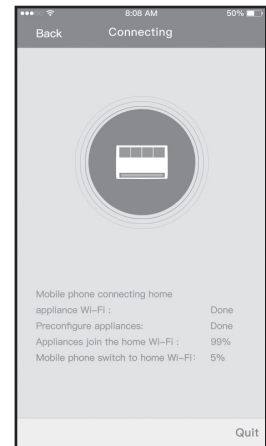 8:08 AM 50%
Back Connecting
Mobile phone connecting home
appliance Wi-Fi : Done
Preconfigure appliances: Done
Appliances join the home Wi-Fi : 99%
Mobile phone switch to home Wi-Fi: 5%
Quit